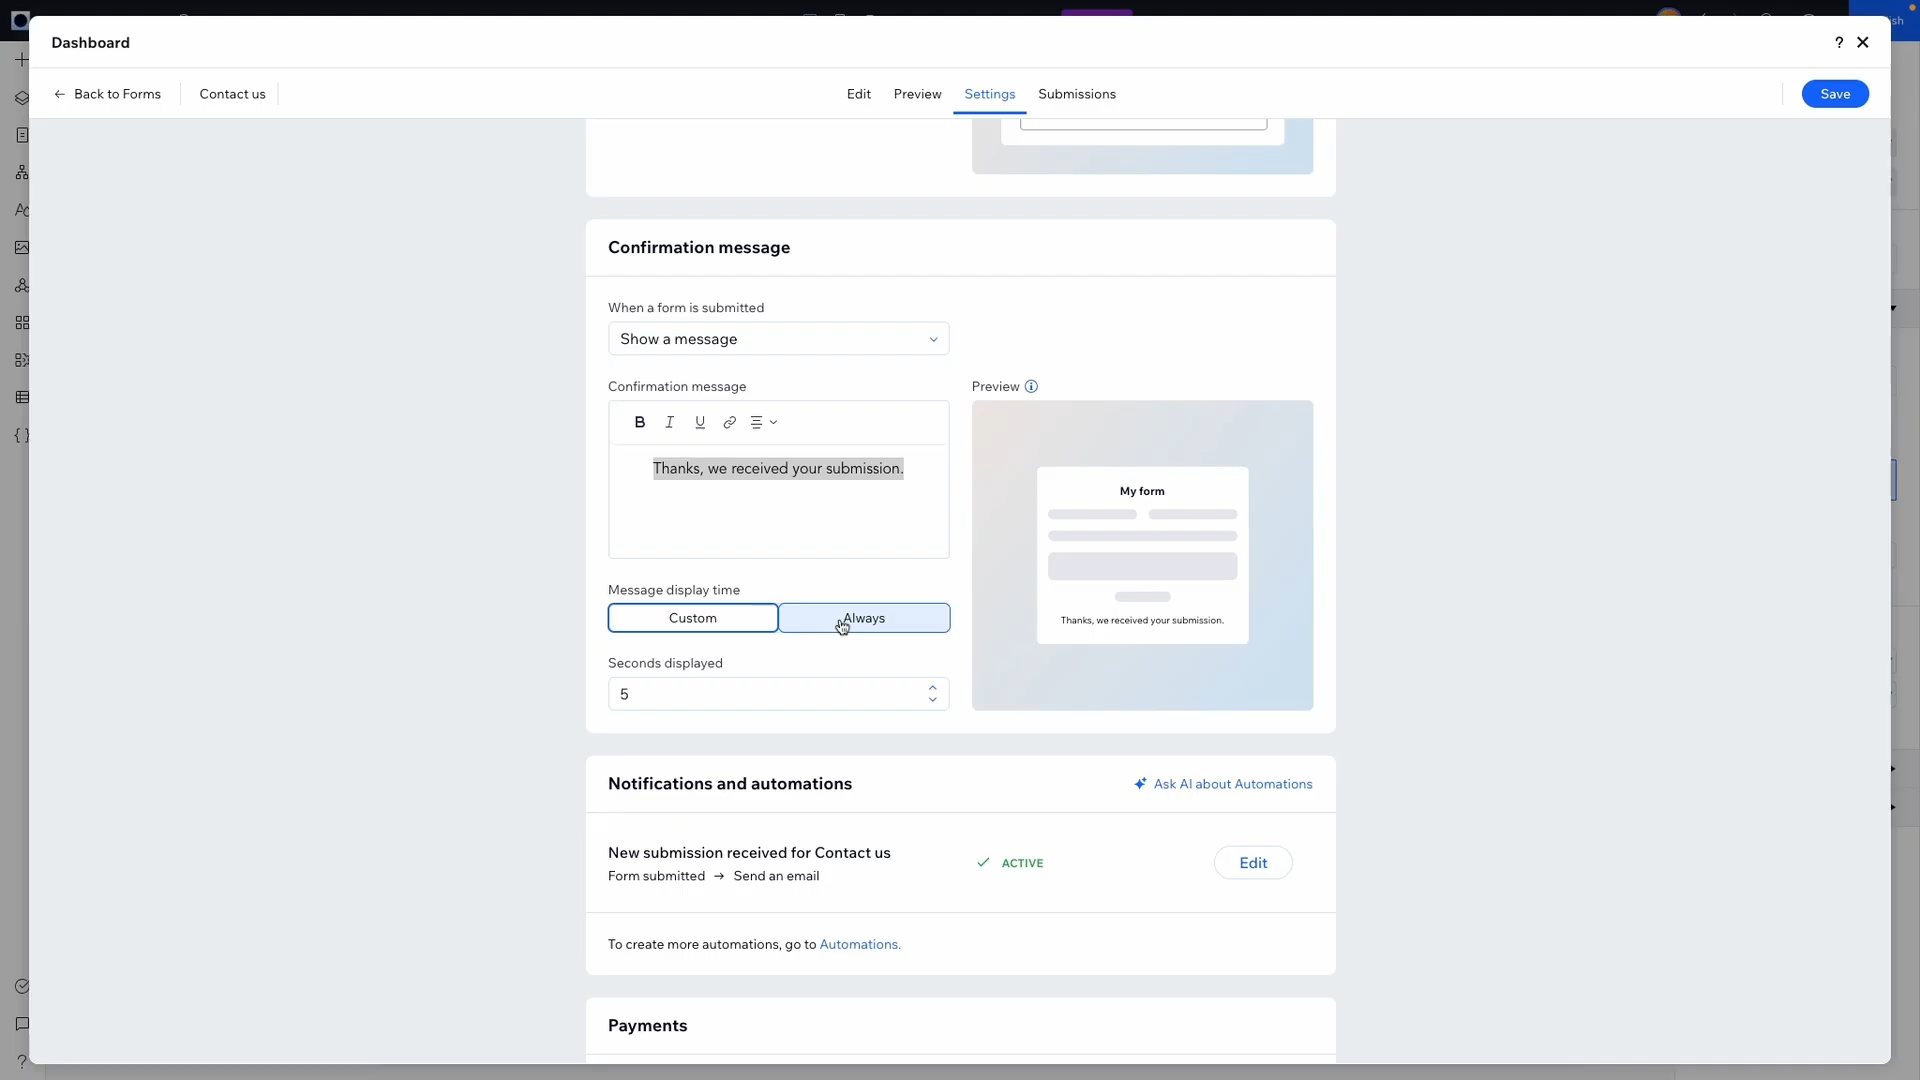 Dashboard
?
Back to Forms
Contact us
Edit
Preview
Settings
Submissions
Save
Confirmation message
When a form is submitted
Show a message
Confirmation message
Preview
B I U
Thanks, we received your submission.
My form
Thanks, we received your submission.
Message display time
Custom
Always
Seconds displayed
5
Notifications and automations
Ask AI about Automations
New submission received for Contact us
Form submitted → Send an email
ACTIVE
Edit
To create more automations, go to Automations.
Payments